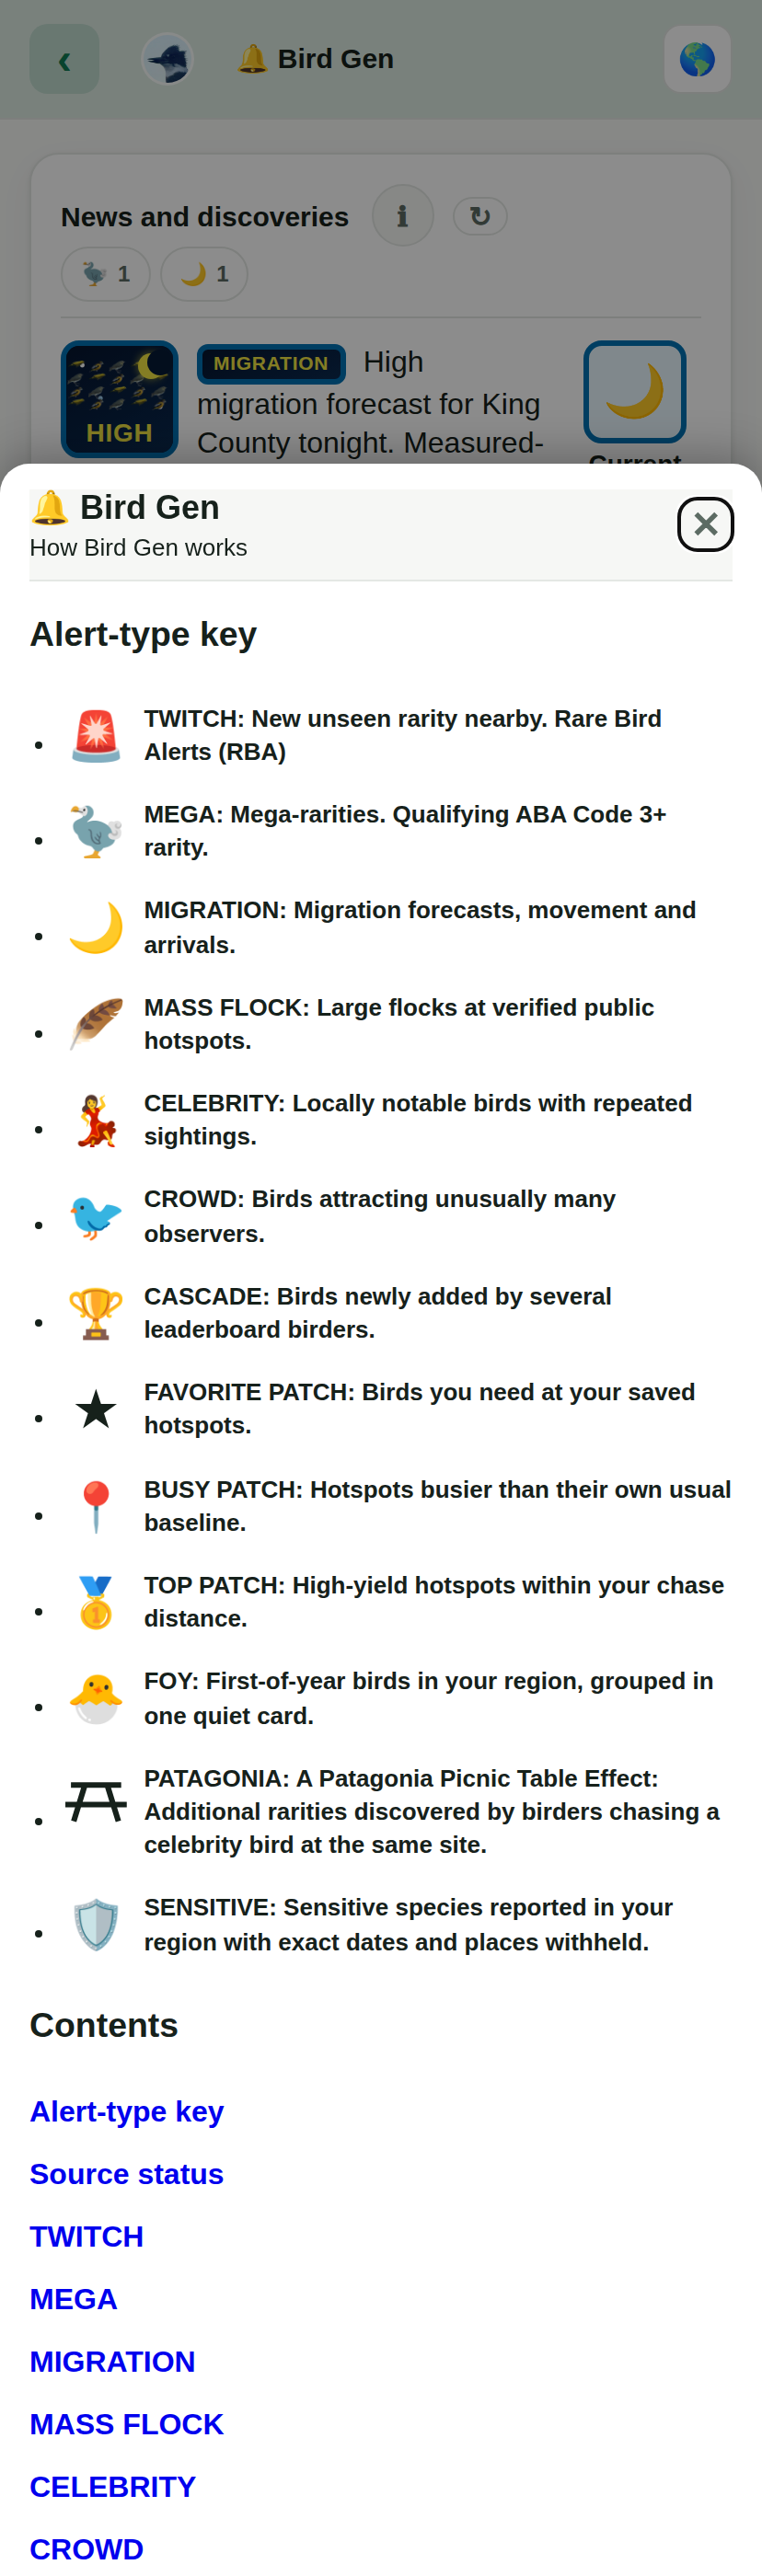 ‹ 🔔 Bird Gen 🌎
News and discoveries ℹ ↻
🦤 1 🌙 1
MIGRATION High
migration forecast for King
County tonight. Measured-
HIGH
Current
🔔 Bird Gen
How Bird Gen works
✕
Alert-type key
• 🚨 TWITCH: New unseen rarity nearby. Rare Bird
Alerts (RBA)
• 🦤 MEGA: Mega-rarities. Qualifying ABA Code 3+
rarity.
• 🌙 MIGRATION: Migration forecasts, movement and
arrivals.
• 🪶 MASS FLOCK: Large flocks at verified public
hotspots.
• 💃 CELEBRITY: Locally notable birds with repeated
sightings.
• 🐦 CROWD: Birds attracting unusually many
observers.
• 🏆 CASCADE: Birds newly added by several
leaderboard birders.
• ★ FAVORITE PATCH: Birds you need at your saved
hotspots.
• 📍 BUSY PATCH: Hotspots busier than their own usual
baseline.
• 🥇 TOP PATCH: High-yield hotspots within your chase
distance.
• 🐣 FOY: First-of-year birds in your region, grouped in
one quiet card.
• PATAGONIA: A Patagonia Picnic Table Effect:
Additional rarities discovered by birders chasing a
celebrity bird at the same site.
• 🛡️ SENSITIVE: Sensitive species reported in your
region with exact dates and places withheld.
Contents
Alert-type key
Source status
TWITCH
MEGA
MIGRATION
MASS FLOCK
CELEBRITY
CROWD